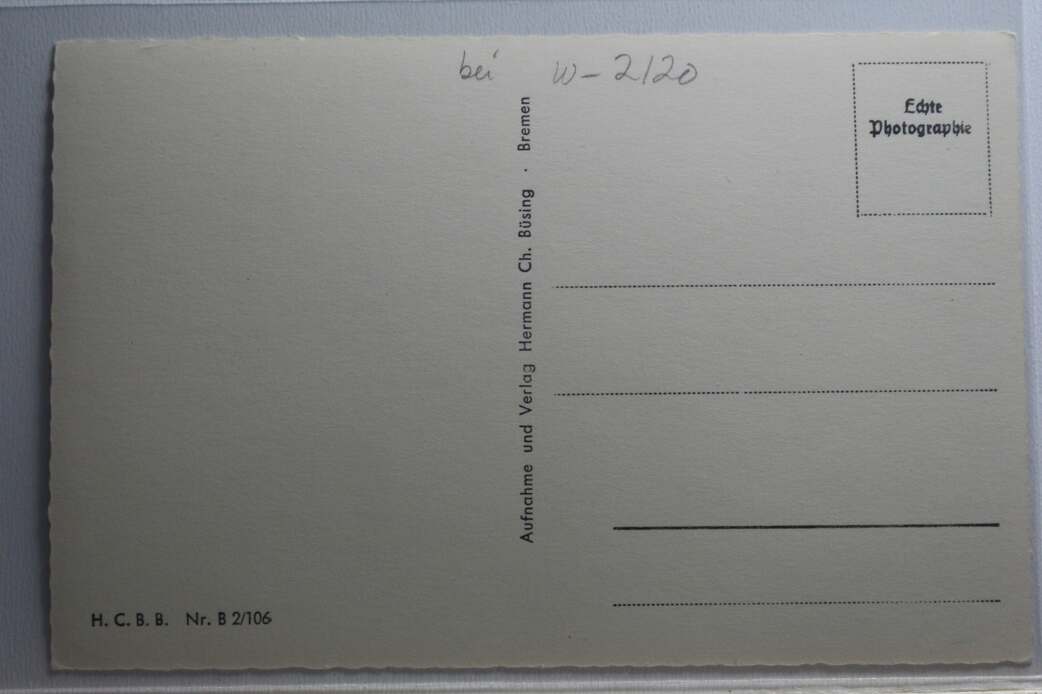 bei W-2120
Echte
Photographie
Aufnahme und Verlag Hermann Ch. Büsing · Bremen
H. C. B. B. Nr. B 2/106